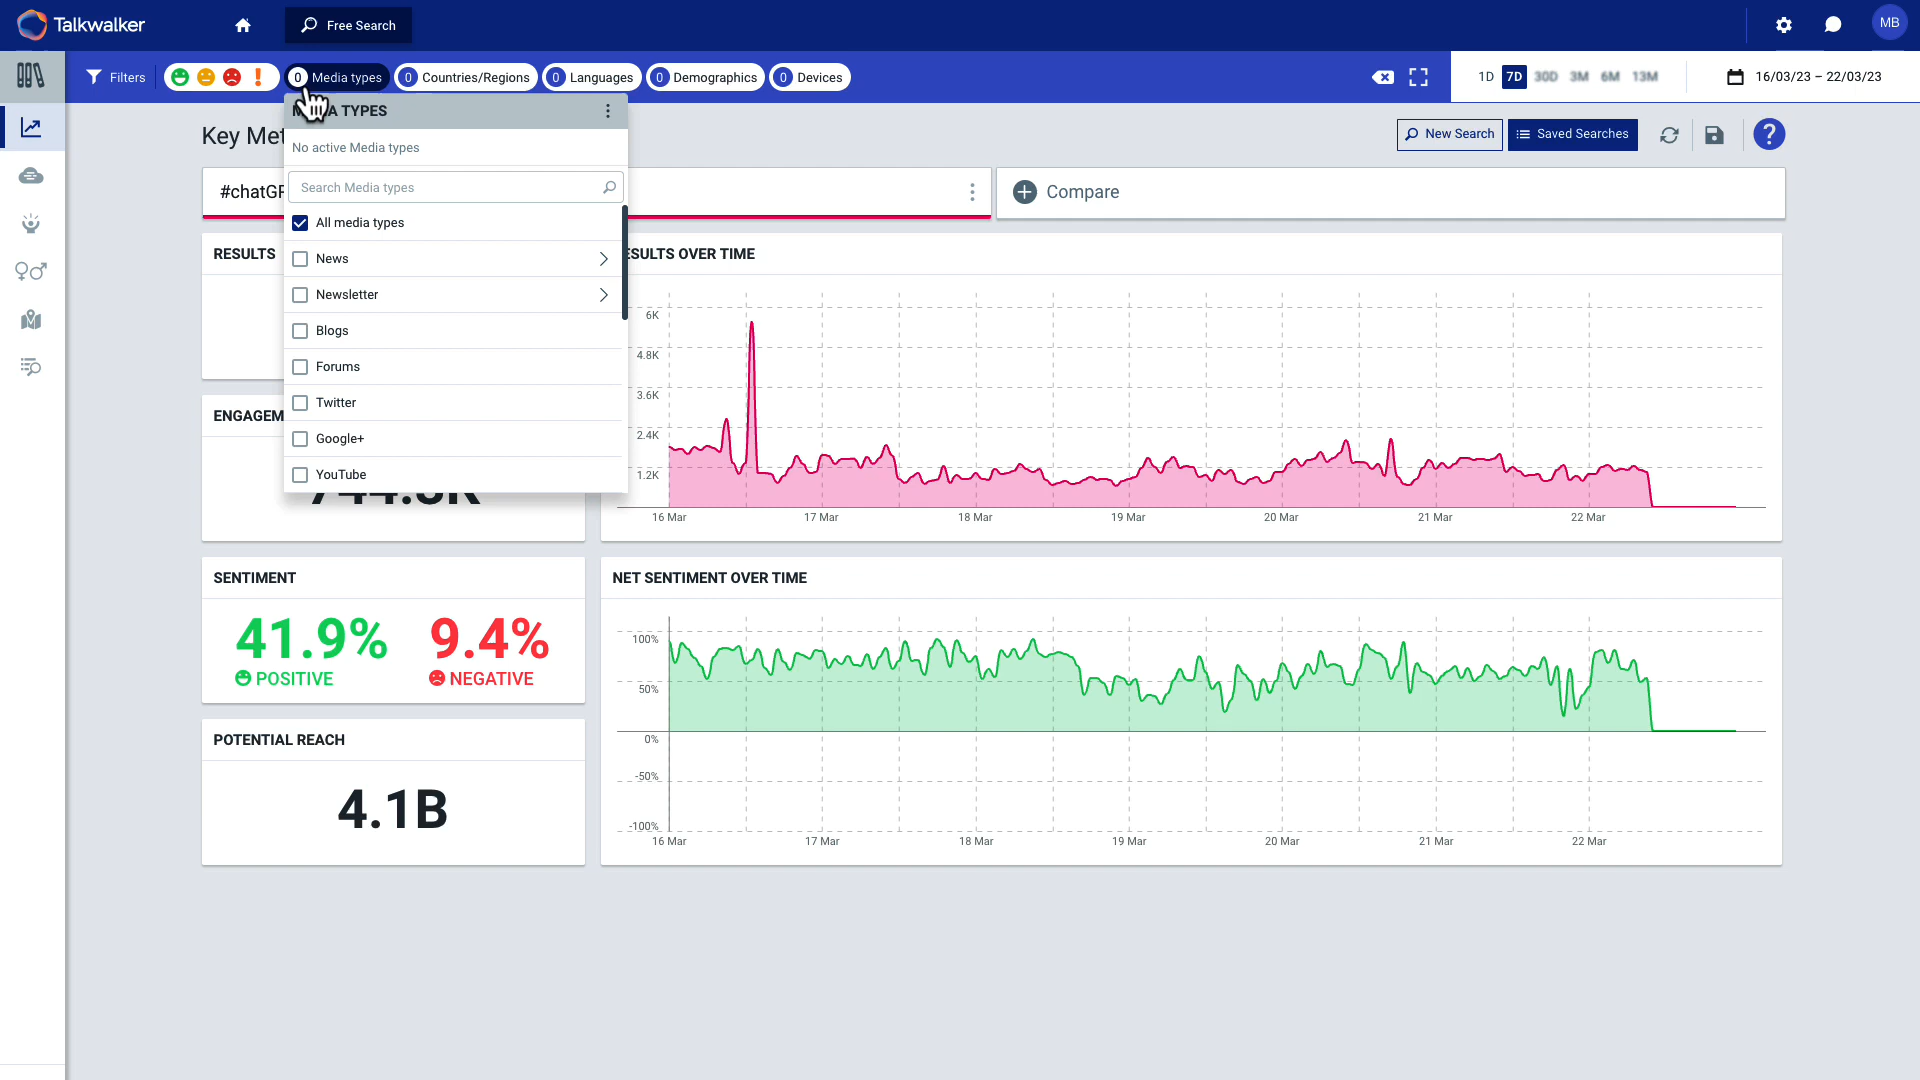 Talkwalker
Free Search
MB
Filters
0 Media types
0 Countries/Regions
0 Languages
0 Demographics
0 Devices
1D 7D 30D 3M 6M 13M
16/03/23 – 22/03/23
A TYPES
No active Media types
Search Media types
All media types
News
Newsletter
Blogs
Forums
Twitter
Google+
YouTube
Key Met
New Search
Saved Searches
?
#chatGP
Compare
RESULTS
ESULTS OVER TIME
6K
4.8K
3.6K
2.4K
1.2K
16 Mar 17 Mar 18 Mar 19 Mar 20 Mar 21 Mar 22 Mar
ENGAGEM
SENTIMENT
41.9% 9.4%
POSITIVE NEGATIVE
NET SENTIMENT OVER TIME
100%
50%
0%
-50%
-100%
16 Mar 17 Mar 18 Mar 19 Mar 20 Mar 21 Mar 22 Mar
POTENTIAL REACH
4.1B